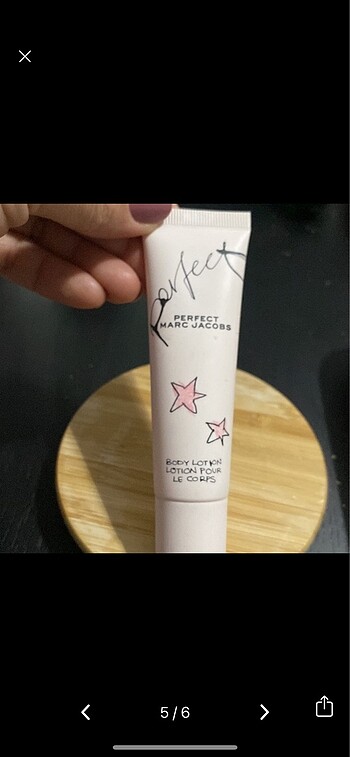 perfect
PERFECT
MARC JACOBS
BODY LOTION
LOTION POUR
LE CORPS
5/6